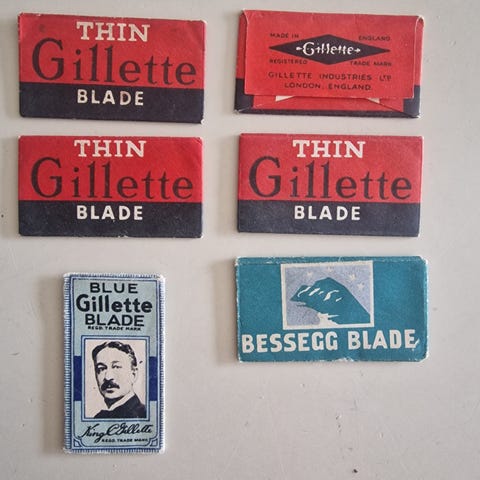 THIN
Gillette
BLADE
MADE IN ENGLAND
Gillette
REGISTERED TRADE MARK
GILLETTE INDUSTRIES LTD
LONDON, ENGLAND.
THIN
Gillette
BLADE
THIN
Gillette
BLADE
BLUE
Gillette
BLADE
REGD. TRADE MARK
King C Gillette
REGD. TRADE MARK
BESSEGG BLADE